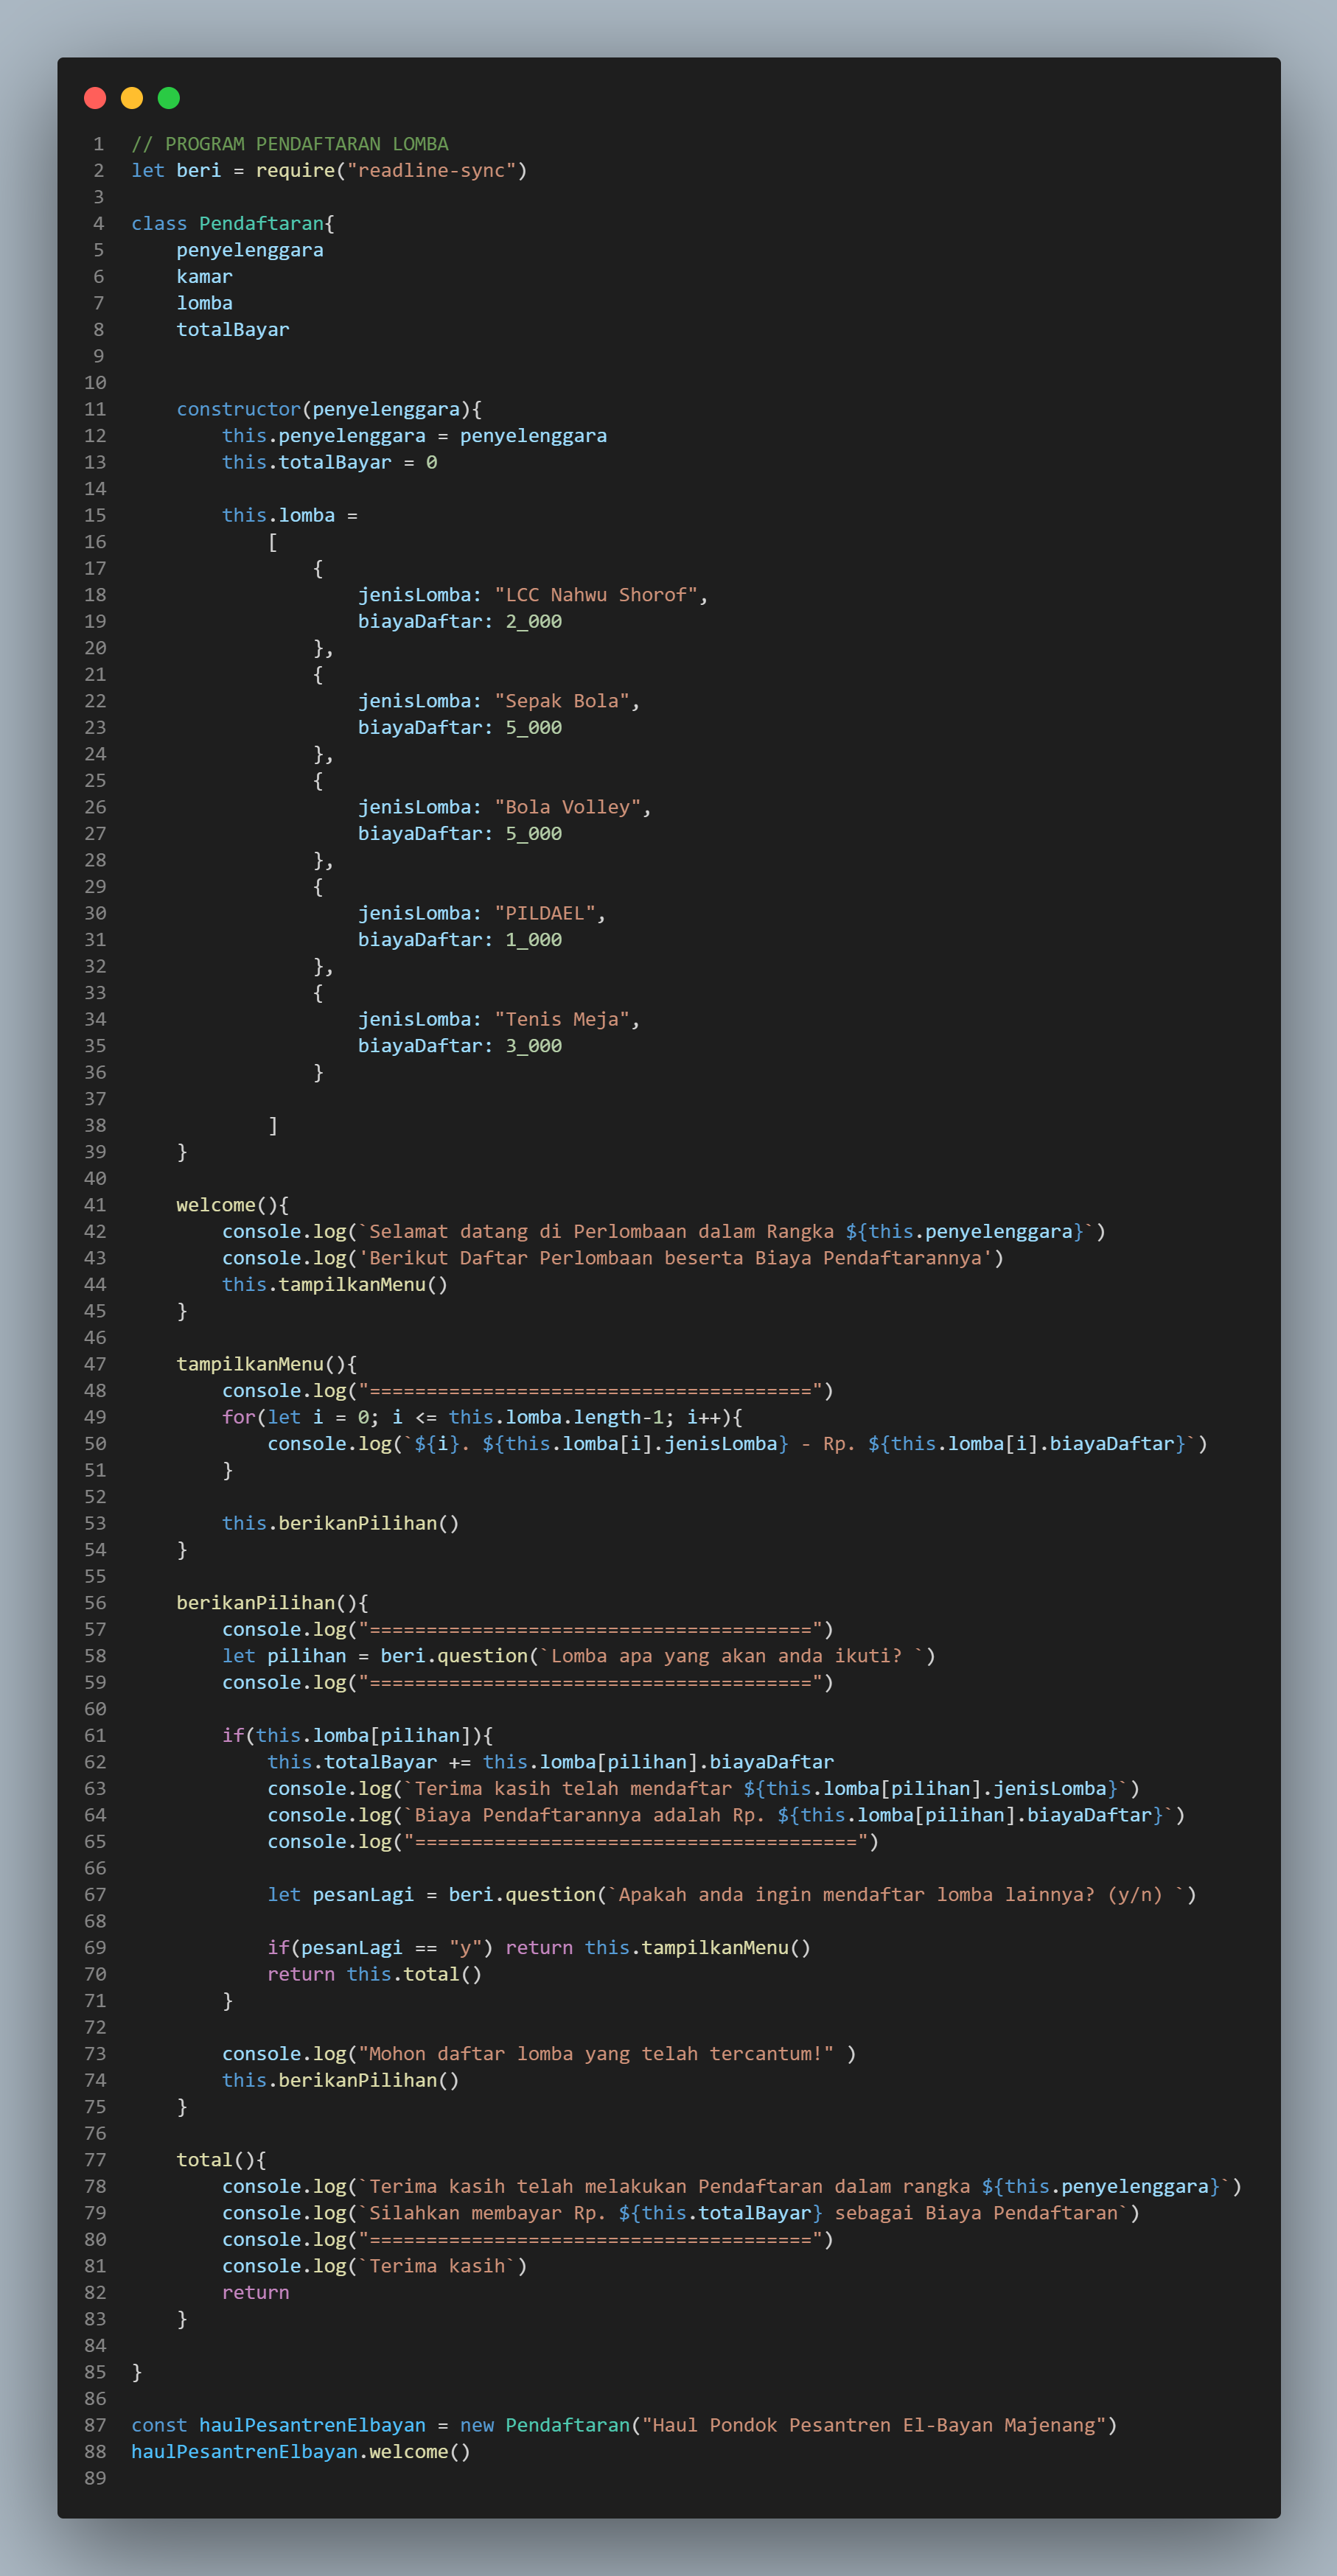 1 // PROGRAM PENDAFTARAN LOMBA
2 let beri = require("readline-sync")
3
4 class Pendaftaran{
5     penyelenggara
6     kamar
7     lomba
8     totalBayar
9
10
11     constructor(penyelenggara){
12         this.penyelenggara = penyelenggara
13         this.totalBayar = 0
14
15         this.lomba =
16             [
17                 {
18                     jenisLomba: "LCC Nahwu Shorof",
19                     biayaDaftar: 2_000
20                 },
21                 {
22                     jenisLomba: "Sepak Bola",
23                     biayaDaftar: 5_000
24                 },
25                 {
26                     jenisLomba: "Bola Volley",
27                     biayaDaftar: 5_000
28                 },
29                 {
30                     jenisLomba: "PILDAEL",
31                     biayaDaftar: 1_000
32                 },
33                 {
34                     jenisLomba: "Tenis Meja",
35                     biayaDaftar: 3_000
36                 }
37
38             ]
39     }
40
41     welcome(){
42         console.log(`Selamat datang di Perlombaan dalam Rangka ${this.penyelenggara}`)
43         console.log('Berikut Daftar Perlombaan beserta Biaya Pendaftarannya')
44         this.tampilkanMenu()
45     }
46
47     tampilkanMenu(){
48         console.log("=======================================")
49         for(let i = 0; i <= this.lomba.length-1; i++){
50             console.log(`${i}. ${this.lomba[i].jenisLomba} - Rp. ${this.lomba[i].biayaDaftar}`)
51         }
52
53         this.berikanPilihan()
54     }
55
56     berikanPilihan(){
57         console.log("=======================================")
58         let pilihan = beri.question(`Lomba apa yang akan anda ikuti? `)
59         console.log("=======================================")
60
61         if(this.lomba[pilihan]){
62             this.totalBayar += this.lomba[pilihan].biayaDaftar
63             console.log(`Terima kasih telah mendaftar ${this.lomba[pilihan].jenisLomba}`)
64             console.log(`Biaya Pendaftarannya adalah Rp. ${this.lomba[pilihan].biayaDaftar}`)
65             console.log("=======================================")
66
67             let pesanLagi = beri.question(`Apakah anda ingin mendaftar lomba lainnya? (y/n) `)
68
69             if(pesanLagi == "y") return this.tampilkanMenu()
70             return this.total()
71         }
72
73         console.log("Mohon daftar lomba yang telah tercantum!" )
74         this.berikanPilihan()
75     }
76
77     total(){
78         console.log(`Terima kasih telah melakukan Pendaftaran dalam rangka ${this.penyelenggara}`)
79         console.log(`Silahkan membayar Rp. ${this.totalBayar} sebagai Biaya Pendaftaran`)
80         console.log("=======================================")
81         console.log(`Terima kasih`)
82         return
83     }
84
85 }
86
87 const haulPesantrenElbayan = new Pendaftaran("Haul Pondok Pesantren El-Bayan Majenang")
88 haulPesantrenElbayan.welcome()
89